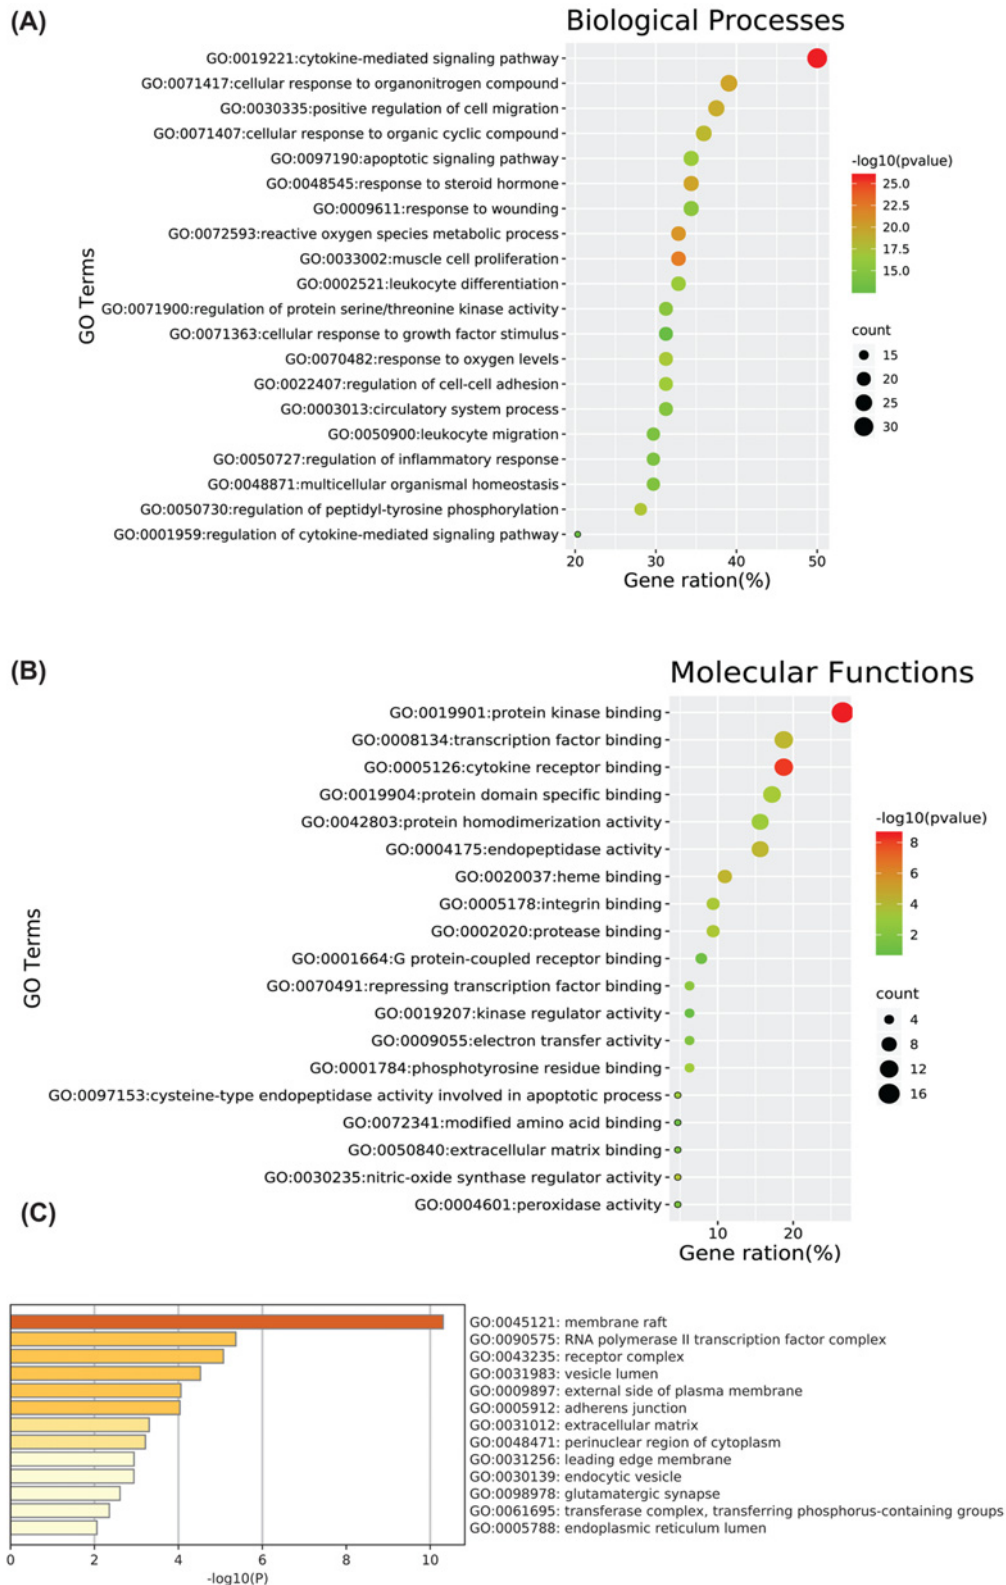 (A)
Biological Processes
GO Terms
GO:0019221:cytokine-mediated signaling pathway
GO:0071417:cellular response to organonitrogen compound
GO:0030335:positive regulation of cell migration
GO:0071407:cellular response to organic cyclic compound
GO:0097190:apoptotic signaling pathway
GO:0048545:response to steroid hormone
GO:0009611:response to wounding
GO:0072593:reactive oxygen species metabolic process
GO:0033002:muscle cell proliferation
GO:0002521:leukocyte differentiation
GO:0071900:regulation of protein serine/threonine kinase activity
GO:0071363:cellular response to growth factor stimulus
GO:0070482:response to oxygen levels
GO:0022407:regulation of cell-cell adhesion
GO:0003013:circulatory system process
GO:0050900:leukocyte migration
GO:0050727:regulation of inflammatory response
GO:0048871:multicellular organismal homeostasis
GO:0050730:regulation of peptidyl-tyrosine phosphorylation
GO:0001959:regulation of cytokine-mediated signaling pathway
20 30 40 50
Gene ration(%)
-log10(pvalue)
25.0
22.5
20.0
17.5
15.0
count
15
20
25
30
(B)
Molecular Functions
GO Terms
GO:0019901:protein kinase binding
GO:0008134:transcription factor binding
GO:0005126:cytokine receptor binding
GO:0019904:protein domain specific binding
GO:0042803:protein homodimerization activity
GO:0004175:endopeptidase activity
GO:0020037:heme binding
GO:0005178:integrin binding
GO:0002020:protease binding
GO:0001664:G protein-coupled receptor binding
GO:0070491:repressing transcription factor binding
GO:0019207:kinase regulator activity
GO:0009055:electron transfer activity
GO:0001784:phosphotyrosine residue binding
GO:0097153:cysteine-type endopeptidase activity involved in apoptotic process
GO:0072341:modified amino acid binding
GO:0050840:extracellular matrix binding
GO:0030235:nitric-oxide synthase regulator activity
GO:0004601:peroxidase activity
10 20
Gene ration(%)
-log10(pvalue)
8
6
4
2
count
4
8
12
16
(C)
GO:0045121: membrane raft
GO:0090575: RNA polymerase II transcription factor complex
GO:0043235: receptor complex
GO:0031983: vesicle lumen
GO:0009897: external side of plasma membrane
GO:0005912: adherens junction
GO:0031012: extracellular matrix
GO:0048471: perinuclear region of cytoplasm
GO:0031256: leading edge membrane
GO:0030139: endocytic vesicle
GO:0098978: glutamatergic synapse
GO:0061695: transferase complex, transferring phosphorus-containing groups
GO:0005788: endoplasmic reticulum lumen
0 2 4 6 8 10
-log10(P)